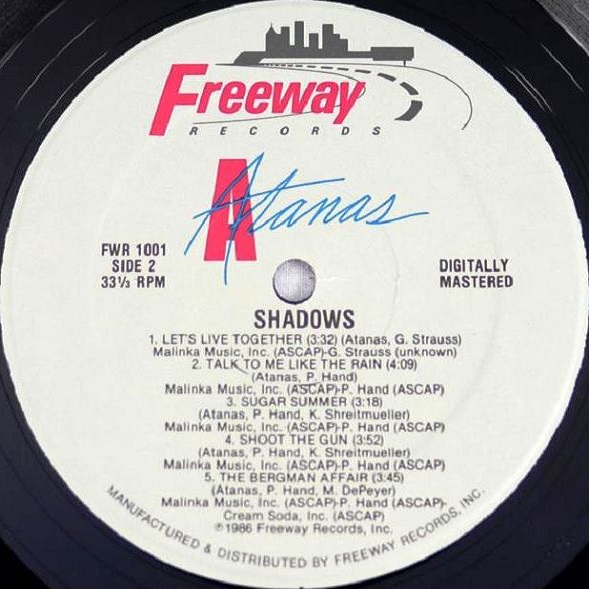 Freeway
RECORDS
A
Atanas
FWR 1001
SIDE 2
33⅓ RPM
DIGITALLY
MASTERED
SHADOWS
1. LET'S LIVE TOGETHER (3:32) (Atanas, G. Strauss)
Malinka Music, Inc. (ASCAP)-G. Strauss (unknown)
2. TALK TO ME LIKE THE RAIN (4:09)
(Atanas, P. Hand)
Malinka Music, Inc. (ASCAP)-P. Hand (ASCAP)
3. SUGAR SUMMER (3:18)
(Atanas, P. Hand, K. Shreitmueller)
Malinka Music, Inc. (ASCAP)-P. Hand (ASCAP)
4. SHOOT THE GUN (3:52)
(Atanas, P. Hand, K. Shreitmueller)
Malinka Music, Inc. (ASCAP)-P. Hand (ASCAP)
5. THE BERGMAN AFFAIR (3:45)
(Atanas, P. Hand, M. DePeyer)
Malinka Music, Inc. (ASCAP)-P. Hand (ASCAP)-
Cream Soda, Inc. (ASCAP)
℗1986 Freeway Records, Inc.
MANUFACTURED & DISTRIBUTED BY FREEWAY RECORDS, INC.